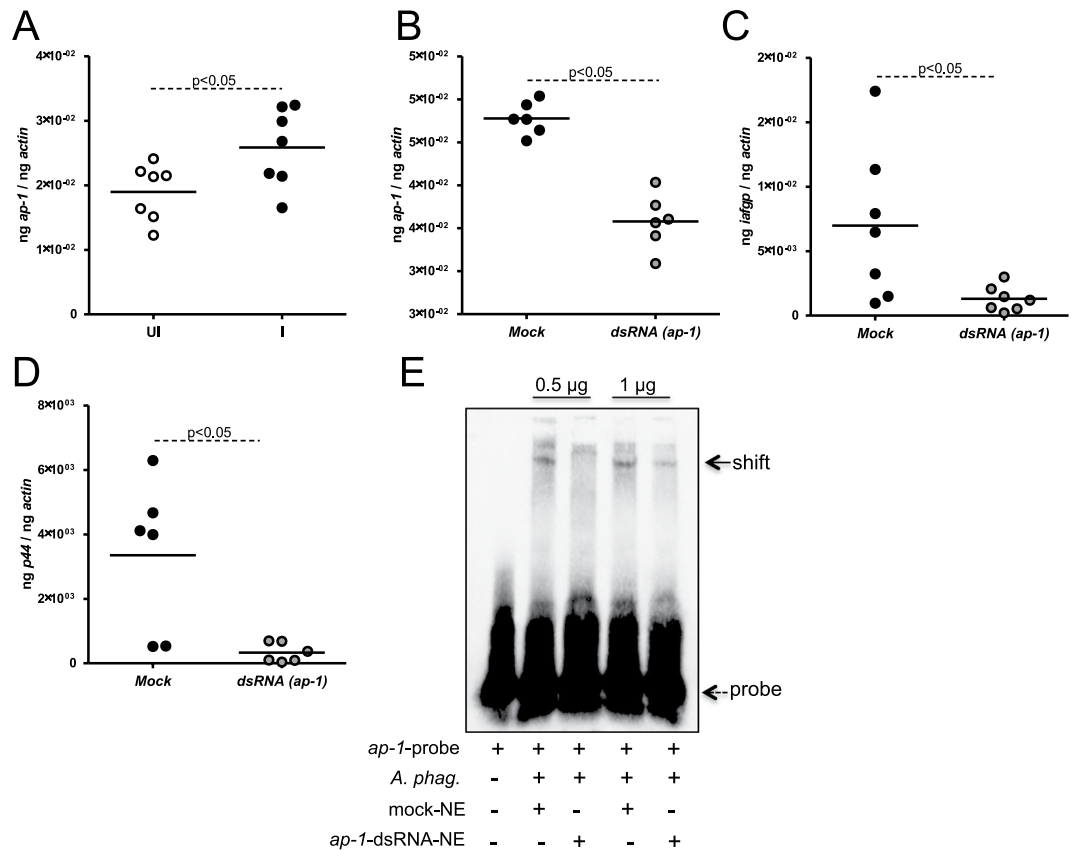 A
ng ap-1 / ng actin
4×10⁻⁰²
3×10⁻⁰²
2×10⁻⁰²
1×10⁻⁰²
0
p<0.05
UI
I
B
ng ap-1 / ng actin
5×10⁻⁰²
5×10⁻⁰²
5×10⁻⁰²
4×10⁻⁰²
4×10⁻⁰²
3×10⁻⁰²
3×10⁻⁰²
p<0.05
Mock
dsRNA (ap-1)
C
ng iafgp / ng actin
2×10⁻⁰²
2×10⁻⁰²
1×10⁻⁰²
5×10⁻⁰³
0
p<0.05
Mock
dsRNA (ap-1)
D
ng p44 / ng actin
8×10⁰³
6×10⁰³
4×10⁰³
2×10⁰³
0
p<0.05
Mock
dsRNA (ap-1)
E
0.5 µg
1 µg
shift
probe
ap-1-probe + + + + +
A. phag. - + + + +
mock-NE - + - + -
ap-1-dsRNA-NE - - + - +